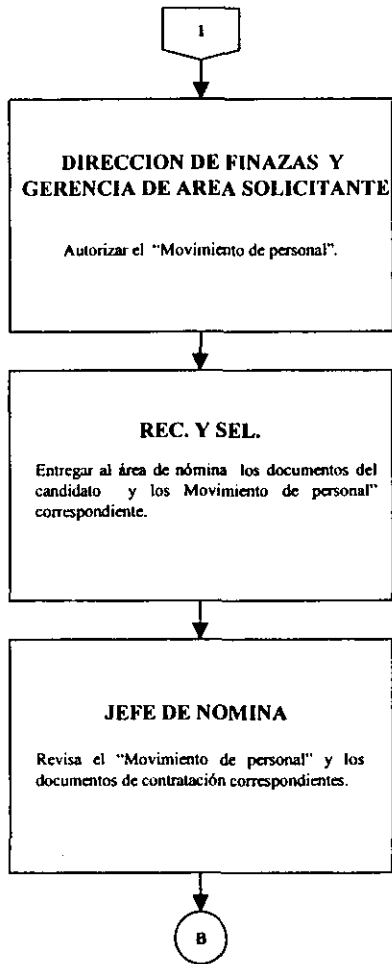 1
DIRECCION DE FINAZAS Y
GERENCIA DE AREA SOLICITANTE
Autorizar el “Movimiento de personal”.
REC. Y SEL.
Entregar al área de nómina los documentos del
candidato y los Movimiento de personal”
correspondiente.
JEFE DE NOMINA
Revisa el “Movimiento de personal” y los
documentos de contratación correspondientes.
B